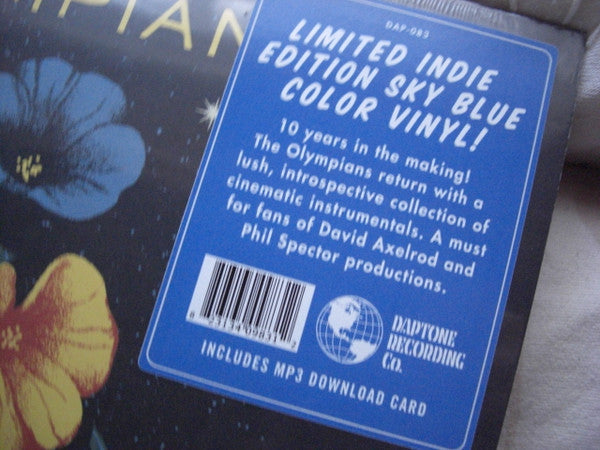 MPIAN
DAP-083
LIMITED INDIE
EDITION SKY BLUE
COLOR VINYL!
10 years in the making!
The Olympians return with a
lush, introspective collection of
cinematic instrumentals. A must
for fans of David Axelrod and
Phil Spector productions.
DAPTONE
RECORDING
Co.
INCLUDES MP3 DOWNLOAD CARD